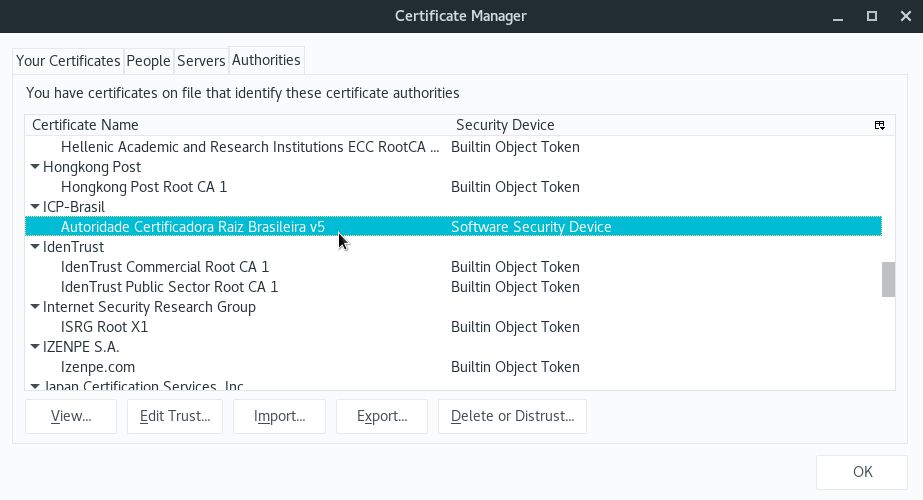 Certificate Manager
Your Certificates People Servers Authorities
You have certificates on file that identify these certificate authorities
Certificate Name Security Device
Hellenic Academic and Research Institutions ECC RootCA ... Builtin Object Token
Hongkong Post
Hongkong Post Root CA 1 Builtin Object Token
ICP-Brasil
Autoridade Certificadora Raiz Brasileira v5 Software Security Device
IdenTrust
IdenTrust Commercial Root CA 1 Builtin Object Token
IdenTrust Public Sector Root CA 1 Builtin Object Token
Internet Security Research Group
ISRG Root X1 Builtin Object Token
IZENPE S.A.
Izenpe.com Builtin Object Token
Japan Certification Services, Inc.
View... Edit Trust... Import... Export... Delete or Distrust...
OK